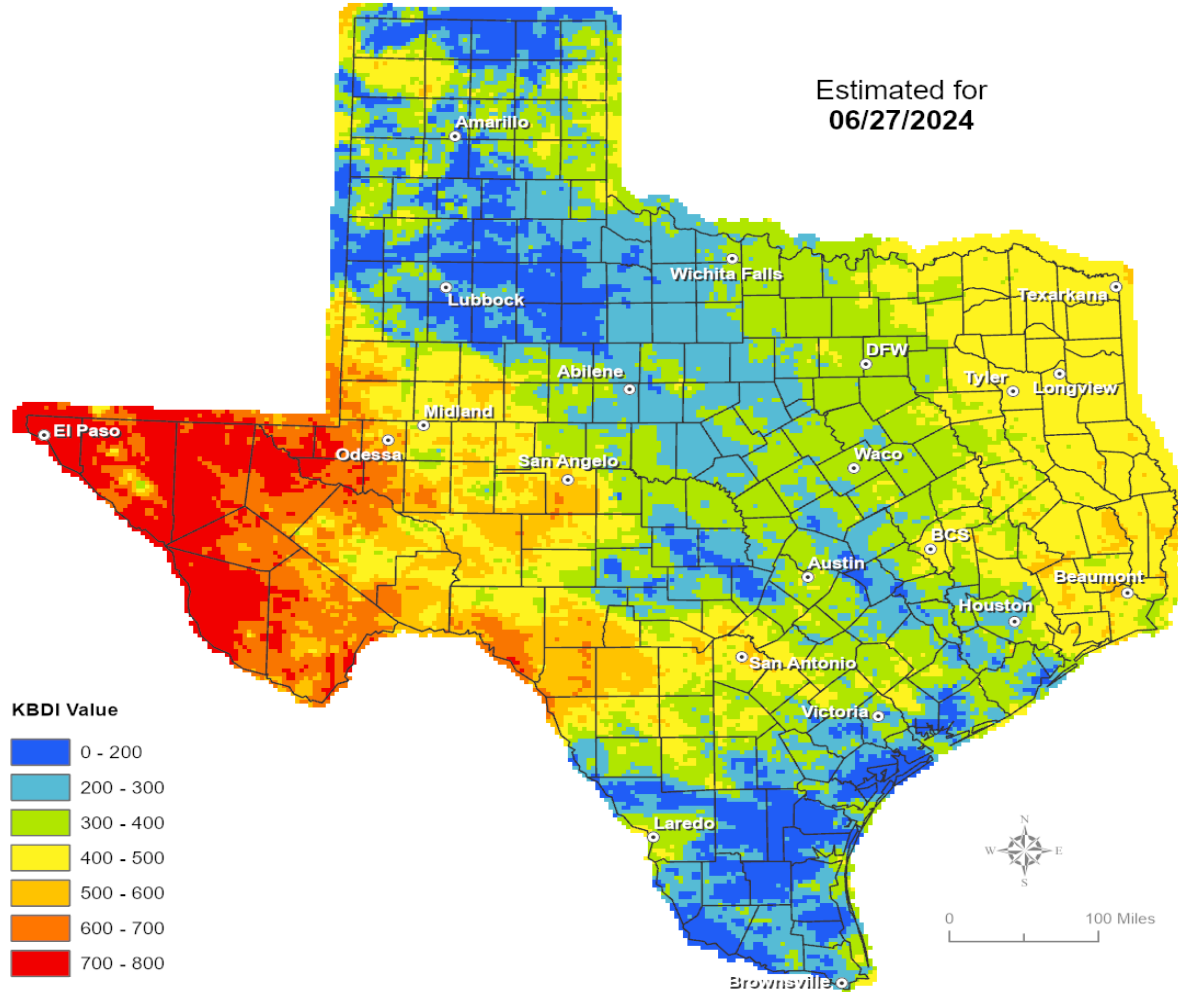 Estimated for
06/27/2024
Amarillo
Wichita Falls
Lubbock
Texarkana
DFW
Abilene
Tyler
Longview
Midland
El Paso
Odessa
San Angelo
Waco
BCS
Austin
Beaumont
Houston
San Antonio
Victoria
Laredo
Brownsville
KBDI Value
0 - 200
200 - 300
300 - 400
400 - 500
500 - 600
600 - 700
700 - 800
N
W E
S
0 100 Miles